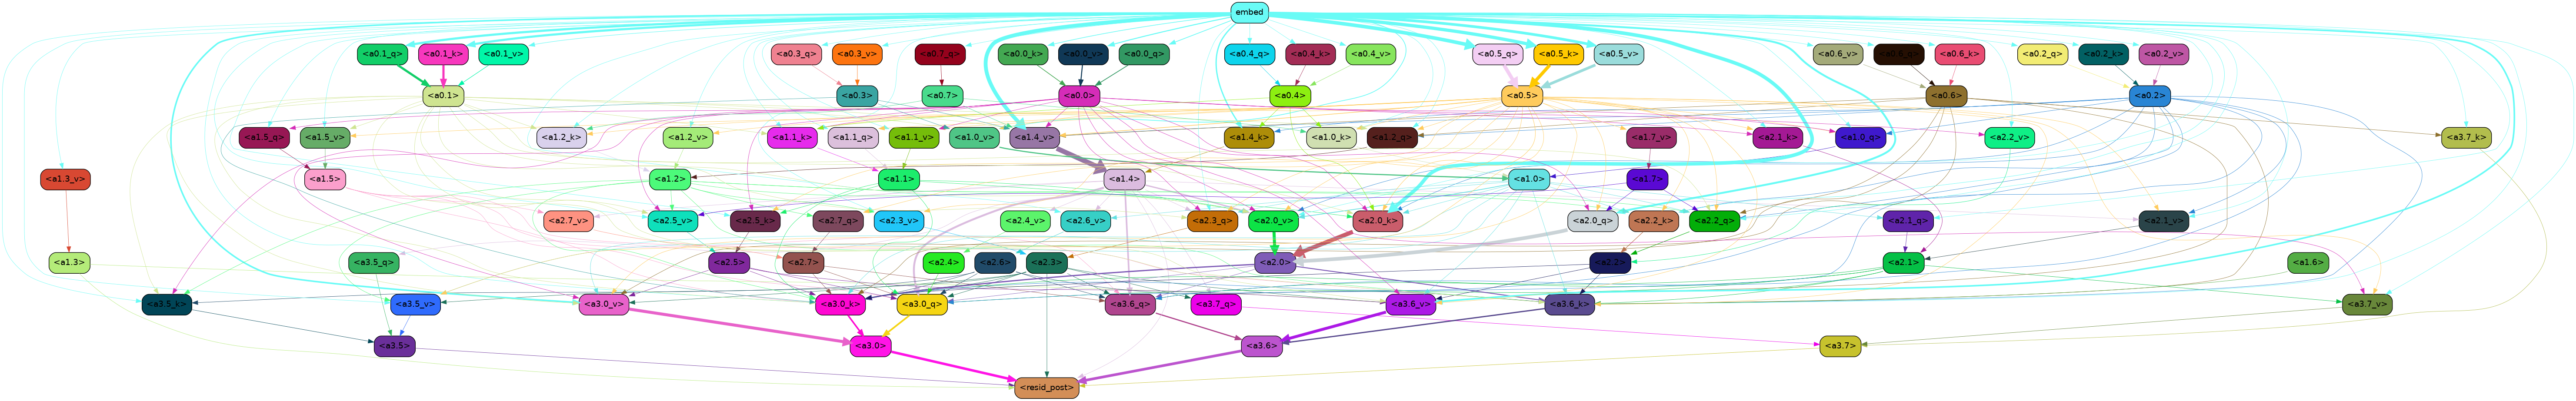 embed
<a0.1_q> <a0.1_k> <a0.1_v> <a0.3_q> <a0.3_v> <a0.7_q> <a0.0_k> <a0.0_v> <a0.0_q> <a0.4_q> <a0.4_k> <a0.4_v> <a0.5_q> <a0.5_k> <a0.5_v> <a0.6_v> <a0.6_q> <a0.6_k> <a0.2_q> <a0.2_k> <a0.2_v>
<a0.1> <a0.3> <a0.7> <a0.0> <a0.4> <a0.5> <a0.6> <a0.2>
<a1.5_q> <a1.5_v> <a1.2_k> <a1.2_v> <a1.1_k> <a1.1_q> <a1.1_v> <a1.0_v> <a1.4_v> <a1.4_k> <a1.0_k> <a1.2_q> <a1.7_v> <a2.1_k> <a1.0_q> <a2.2_v> <a3.7_k>
<a1.3_v> <a1.5> <a1.2> <a1.1> <a1.4> <a1.0> <a1.7>
<a2.7_v> <a2.5_v> <a2.5_k> <a2.7_q> <a2.3_v> <a2.4_v> <a2.6_v> <a2.3_q> <a2.0_v> <a2.0_k> <a2.0_q> <a2.2_k> <a2.2_q> <a2.1_q> <a2.1_v>
<a1.3> <a3.5_q> <a2.5> <a2.7> <a2.4> <a2.6> <a2.3> <a2.0> <a2.2> <a2.1> <a1.6>
<a3.5_k> <a3.5_v> <a3.0_v> <a3.0_k> <a3.0_q> <a3.6_q> <a3.7_q> <a3.6_v> <a3.6_k> <a3.7_v>
<a3.5> <a3.0> <a3.6> <a3.7>
<resid_post>